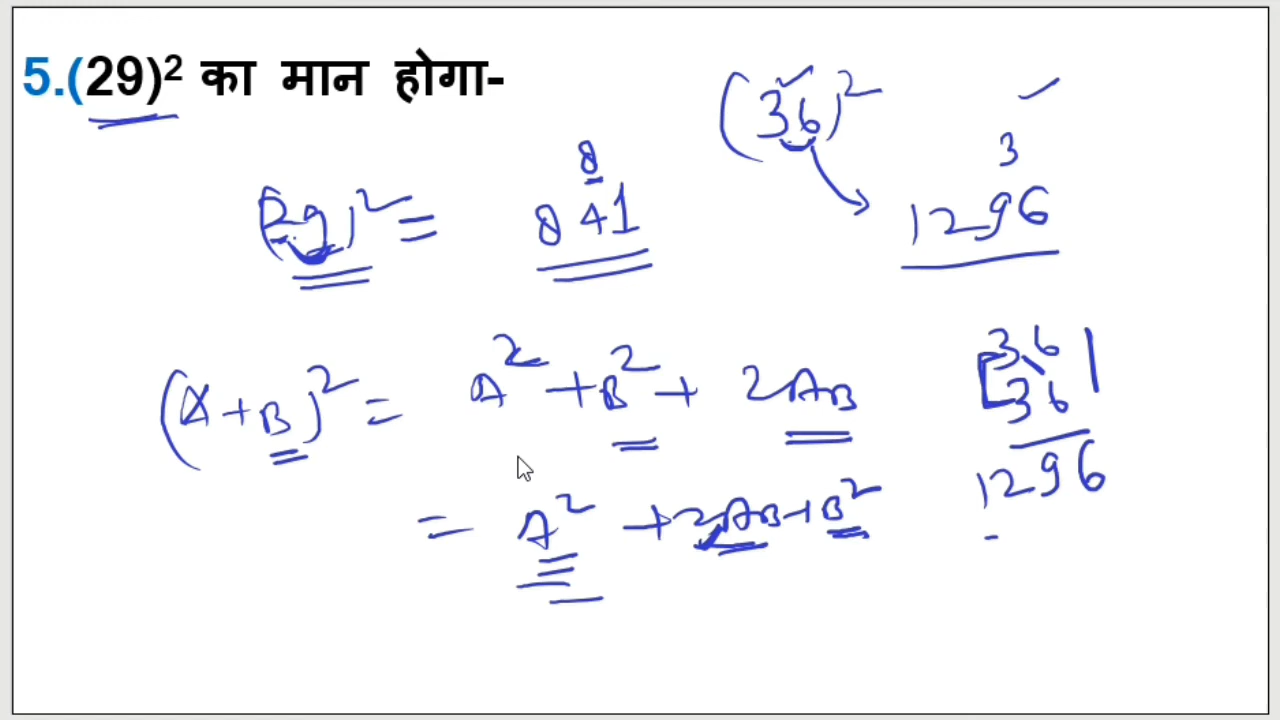 5.(29)² का मान होगा-
(36)²
8
3
(29)² = 841
1296
36
36
(A+B)² = A² + B² + 2AB
1296
= A² + 2AB + B²